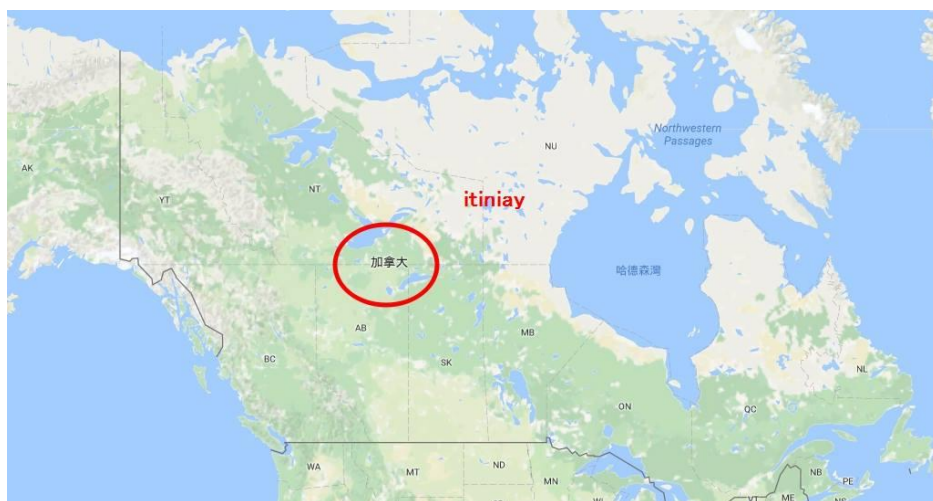 NU
Northwestern
Passages
AK
YT
NT
itiniay
加拿大
哈德森灣
AB
MB
BC
SK
NL
ON
QC
WA
MT
ND
MN
NB
PE
VT
ME